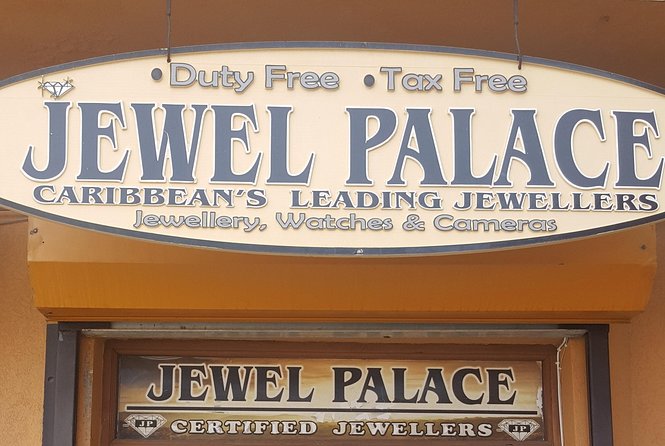 • Duty Free • Tax Free
JEWEL PALACE
CARIBBEAN'S LEADING JEWELLERS
Jewellery, Watches & Cameras
JEWEL PALACE
JP CERTIFIED JEWELLERS JP